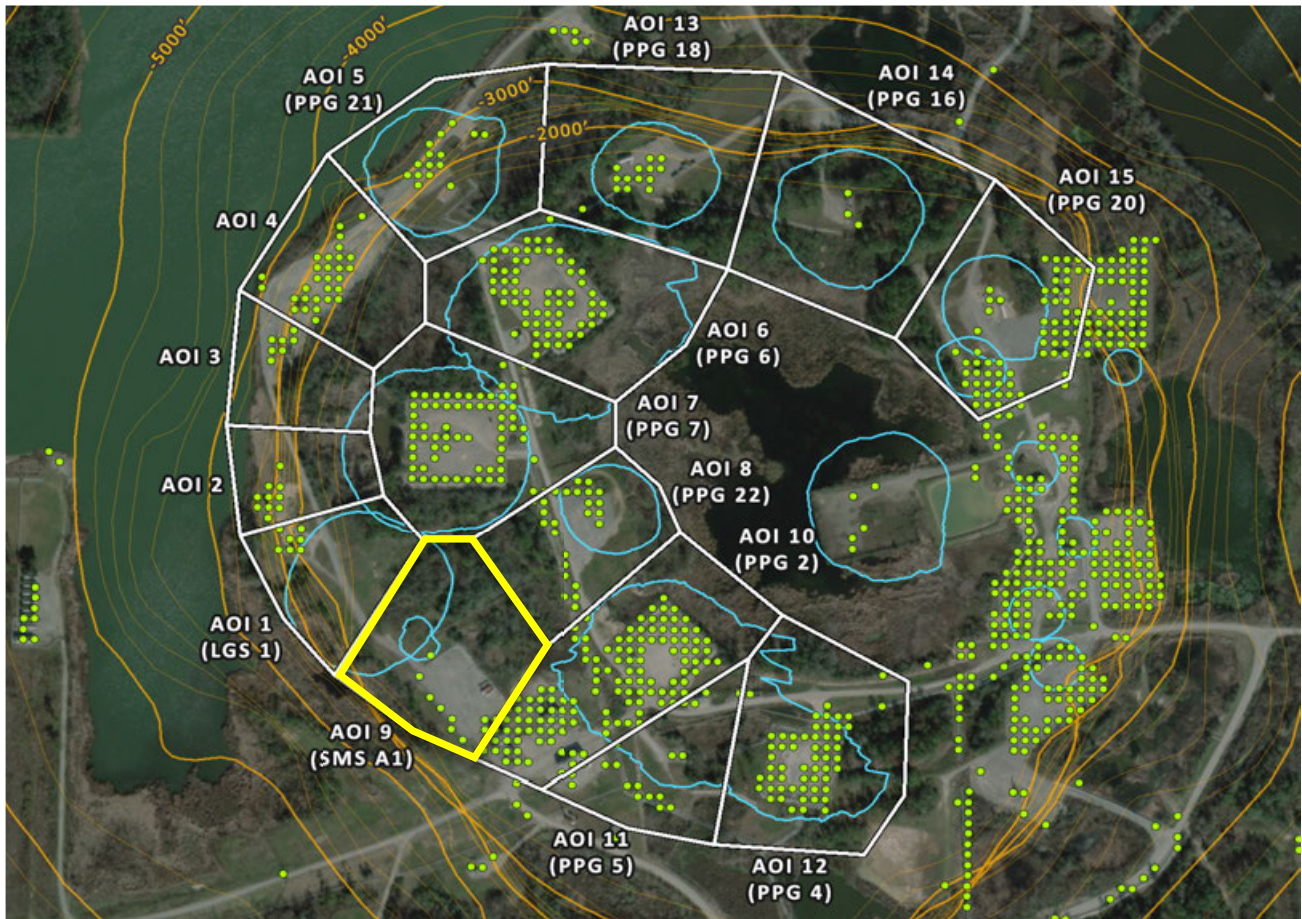 -5000'
-4000'
AOI 13
(PPG 18)
AOI 5
(PPG 21)
AOI 14
(PPG 16)
-3000'
-2000'
AOI 15
(PPG 20)
AOI 4
AOI 3
AOI 6
(PPG 6)
AOI 7
(PPG 7)
AOI 8
(PPG 22)
AOI 2
AOI 10
(PPG 2)
AOI 1
(LGS 1)
AOI 9
(SMS A1)
AOI 11
(PPG 5)
AOI 12
(PPG 4)